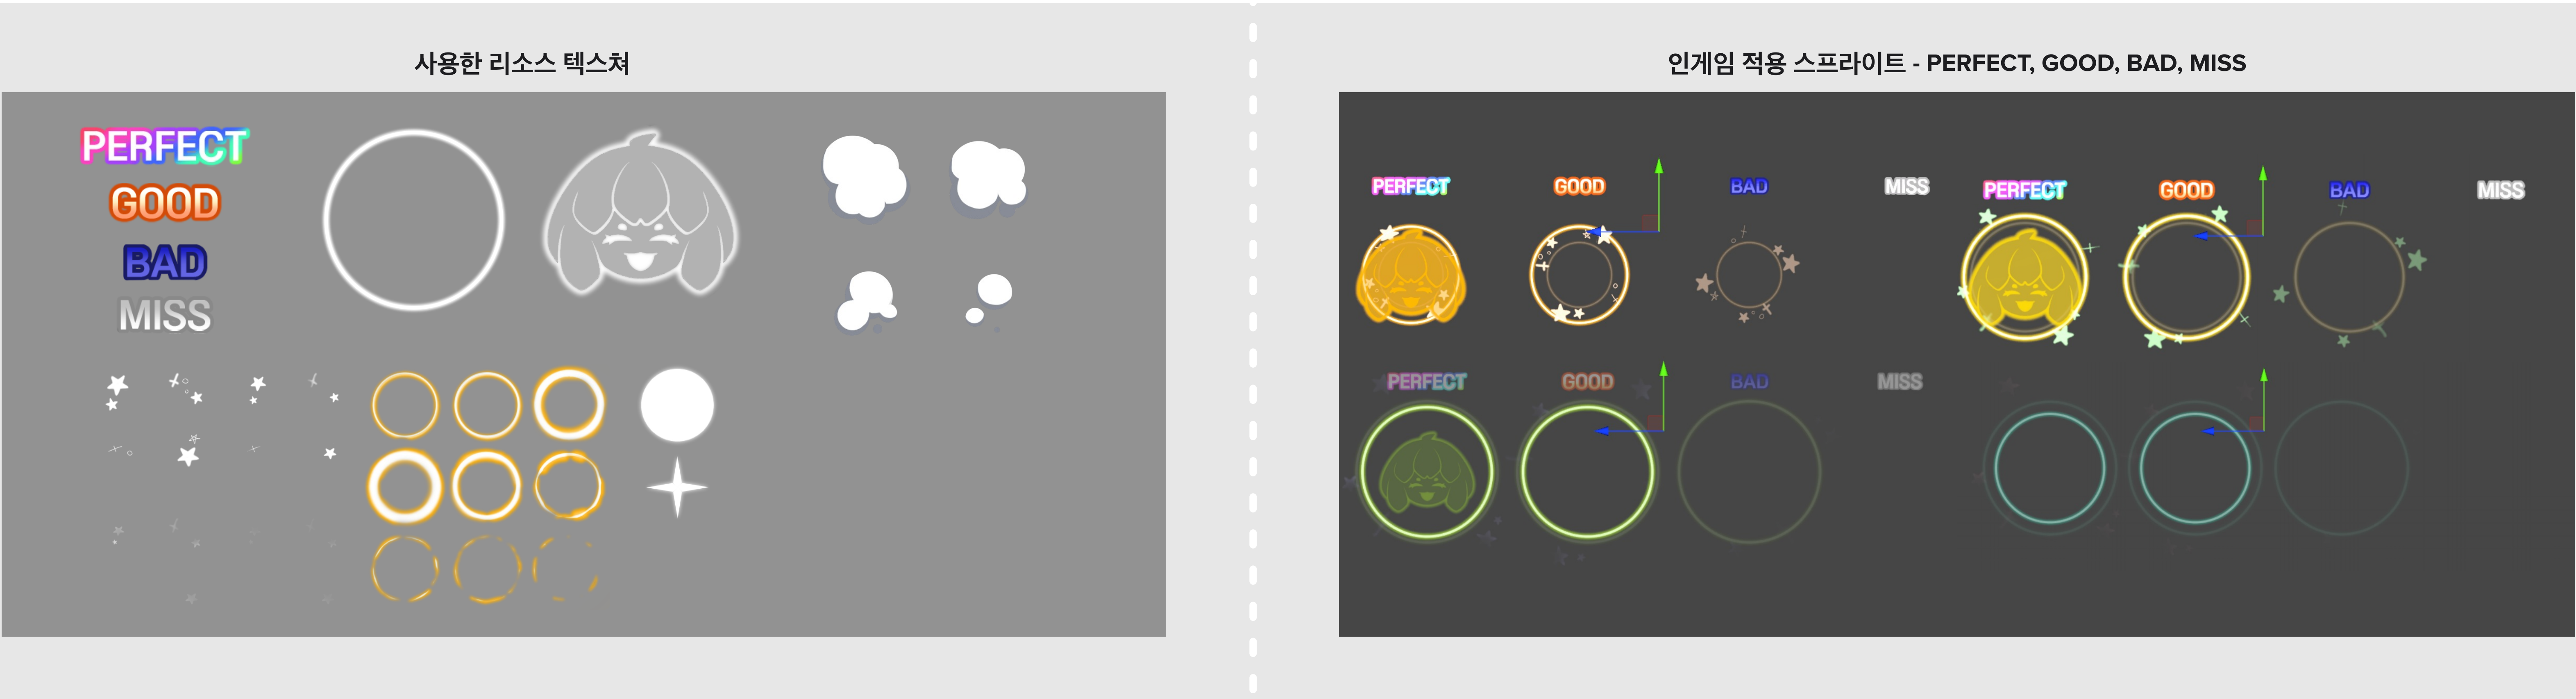 사용한 리소스 텍스쳐
PERFECT
GOOD
BAD
MISS
인게임 적용 스프라이트 - PERFECT, GOOD, BAD, MISS
PERFECT GOOD BAD MISS PERFECT GOOD BAD MISS
PERFECT GOOD BAD MISS